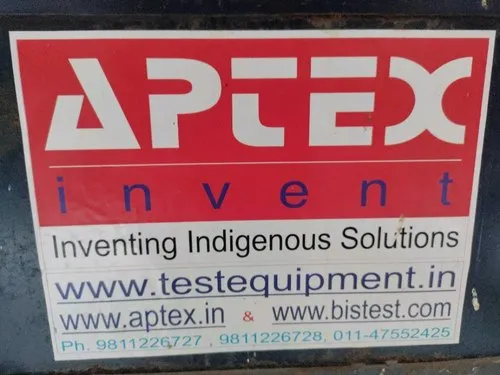 APTEX
invent
Inventing Indigenous Solutions
www.testequipment.in
www.aptex.in & www.bistest.com
Ph. 9811226727 , 9811226728, 011-47552425